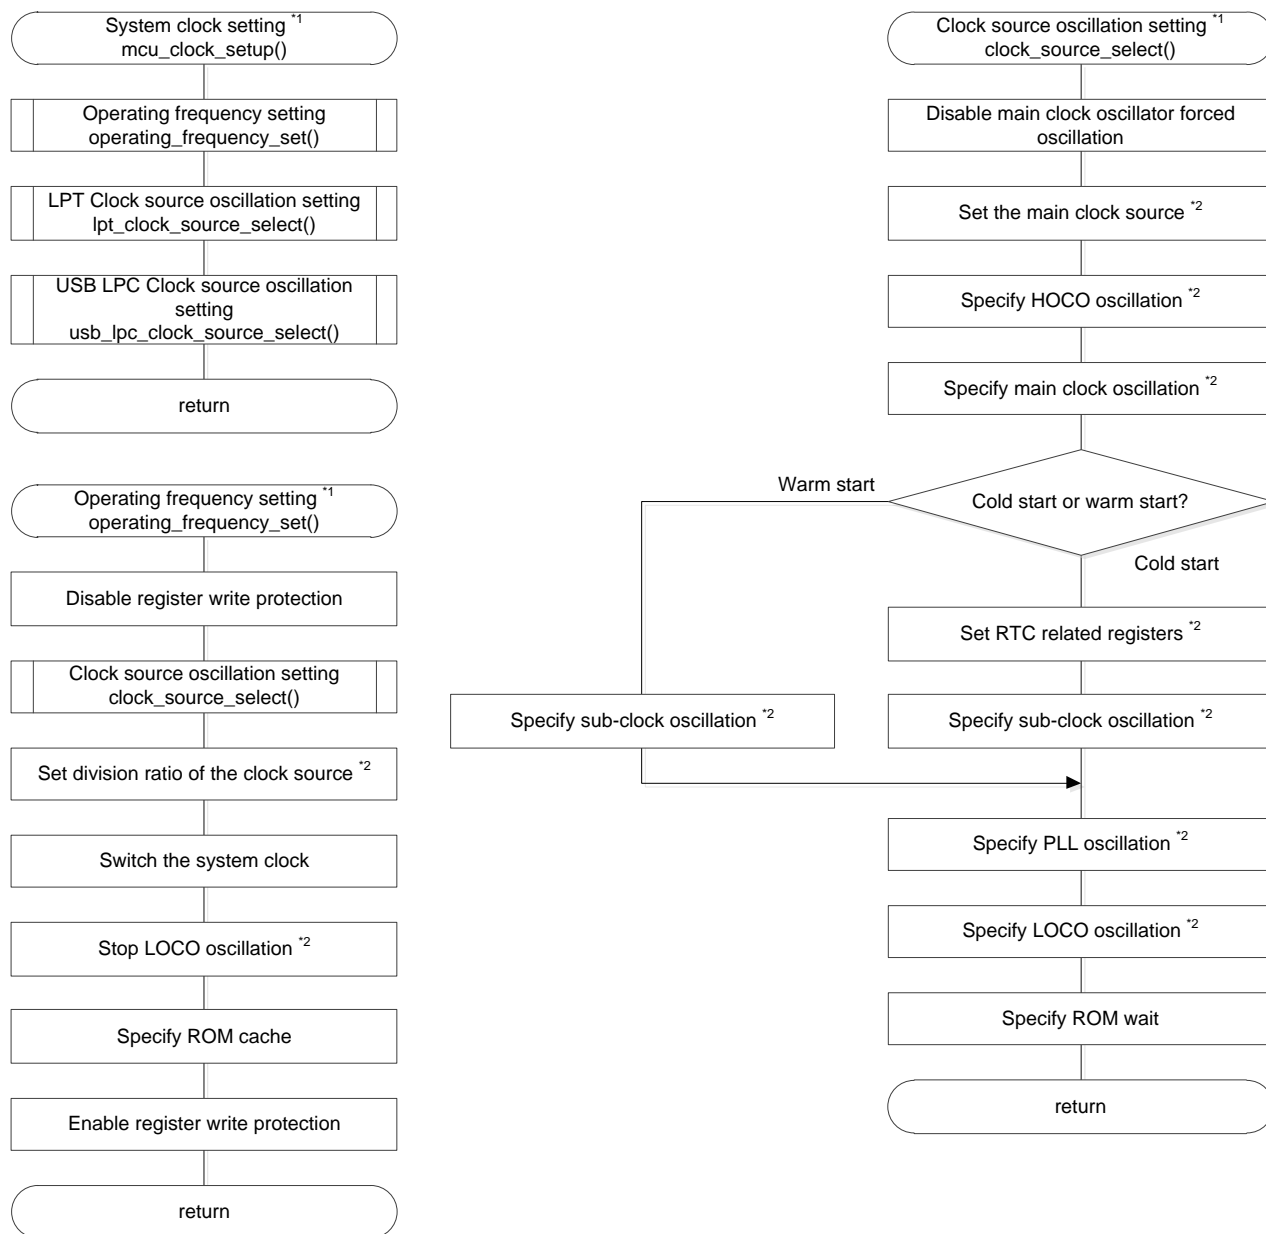 System clock setting *1
mcu_clock_setup()
Operating frequency setting
operating_frequency_set()
LPT Clock source oscillation setting
lpt_clock_source_select()
USB LPC Clock source oscillation
setting
usb_lpc_clock_source_select()
return
Operating frequency setting *1
operating_frequency_set()
Disable register write protection
Clock source oscillation setting
clock_source_select()
Set division ratio of the clock source *2
Switch the system clock
Stop LOCO oscillation *2
Specify ROM cache
Enable register write protection
return
Clock source oscillation setting *1
clock_source_select()
Disable main clock oscillator forced
oscillation
Set the main clock source *2
Specify HOCO oscillation *2
Specify main clock oscillation *2
Warm start
Cold start or warm start?
Cold start
Set RTC related registers *2
Specify sub-clock oscillation *2
Specify sub-clock oscillation *2
Specify PLL oscillation *2
Specify LOCO oscillation *2
Specify ROM wait
return